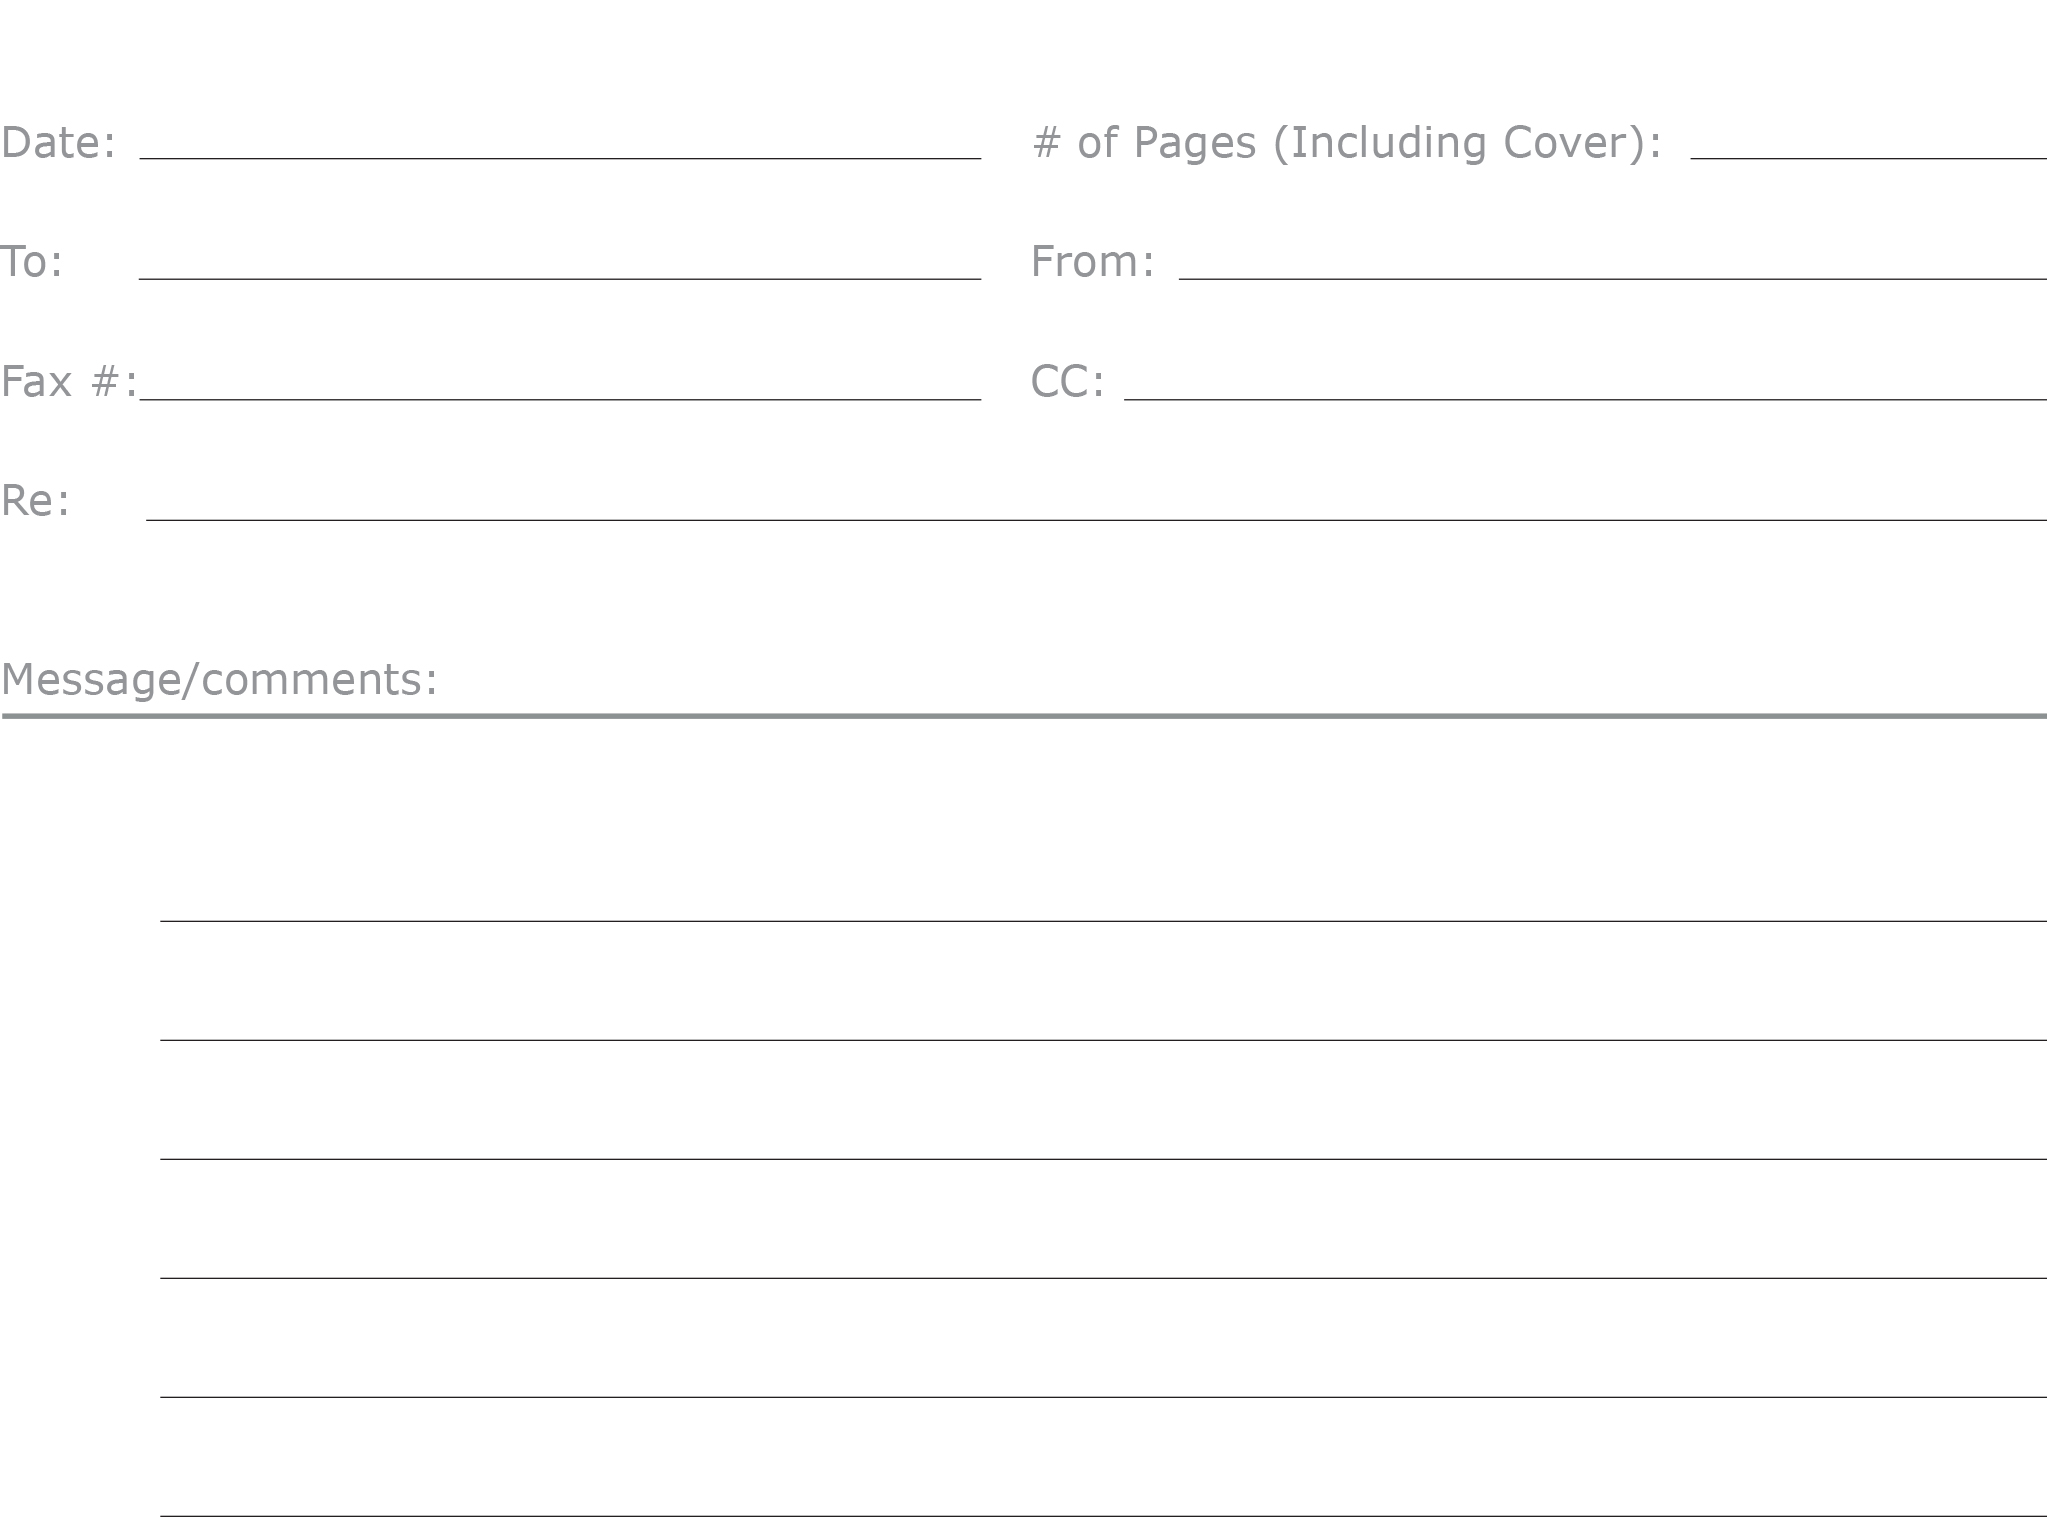 Date: # of Pages (Including Cover):
To: From:
Fax #: CC:
Re:
Message/comments: